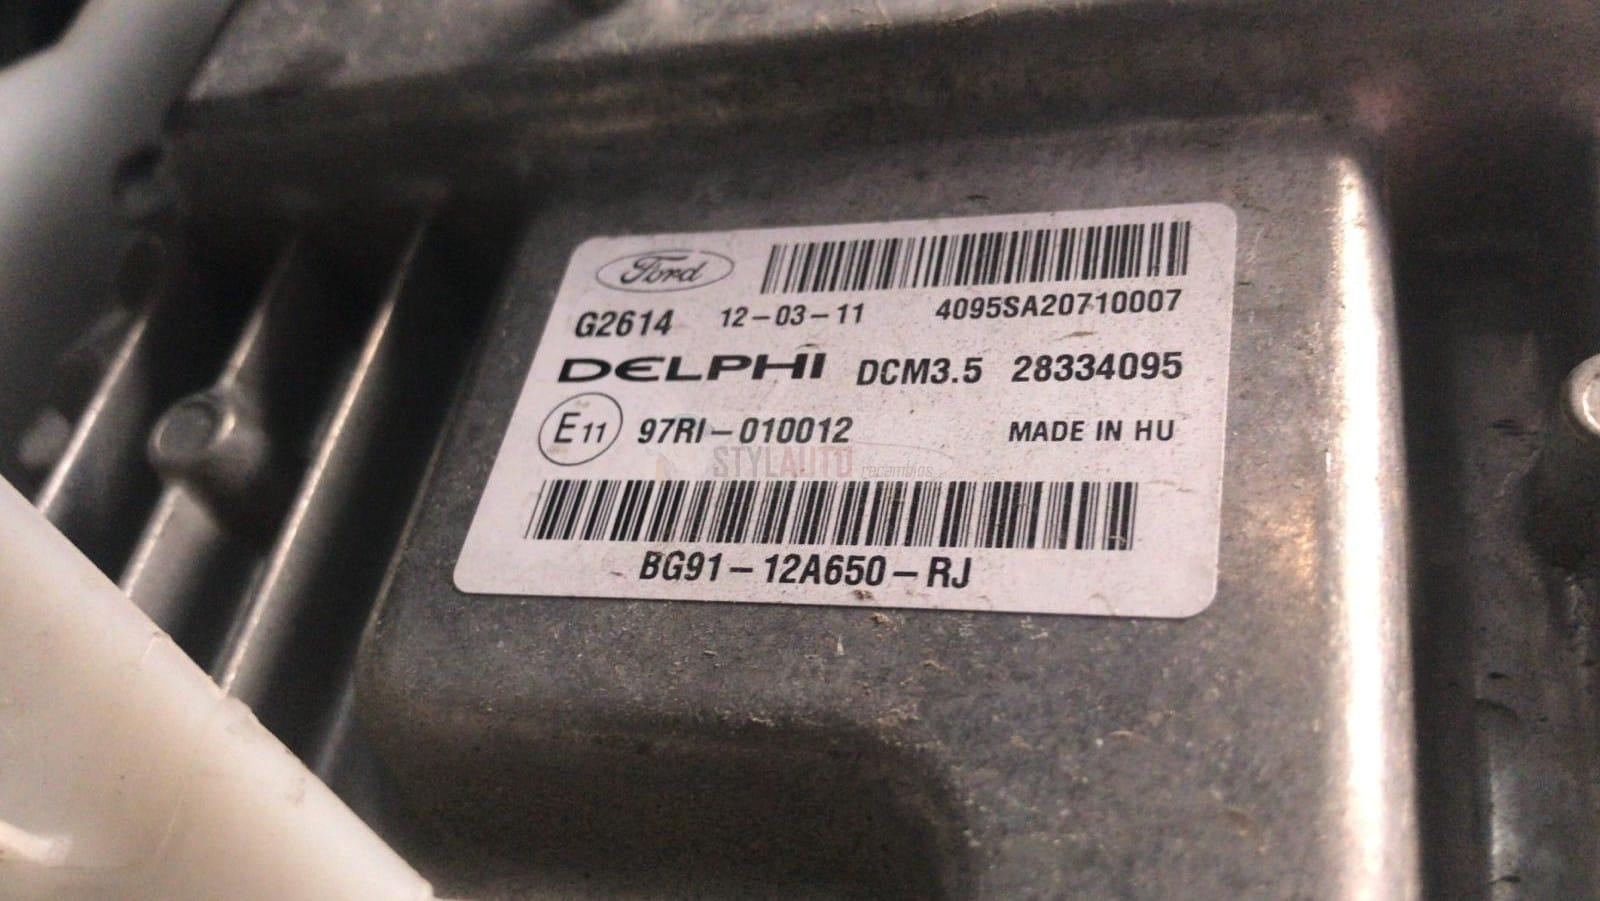 Ford
G2614 12-03-11 4095SA20710007
DELPHI DCM3.5 28334095
E11 97RI-010012 MADE IN HU
STYLAUTO recambios
BG91-12A650-RJ